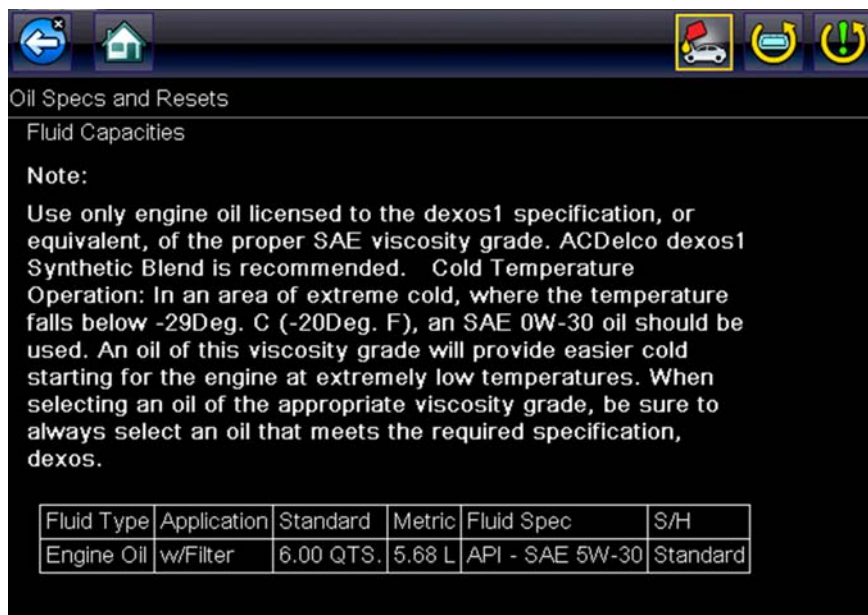 Oil Specs and Resets
Fluid Capacities
Note:
Use only engine oil licensed to the dexos1 specification, or
equivalent, of the proper SAE viscosity grade. ACDelco dexos1
Synthetic Blend is recommended.   Cold Temperature
Operation: In an area of extreme cold, where the temperature
falls below -29Deg. C (-20Deg. F), an SAE 0W-30 oil should be
used. An oil of this viscosity grade will provide easier cold
starting for the engine at extremely low temperatures. When
selecting an oil of the appropriate viscosity grade, be sure to
always select an oil that meets the required specification,
dexos.
Fluid Type Application Standard Metric Fluid Spec S/H
Engine Oil w/Filter 6.00 QTS. 5.68 L API - SAE 5W-30 Standard